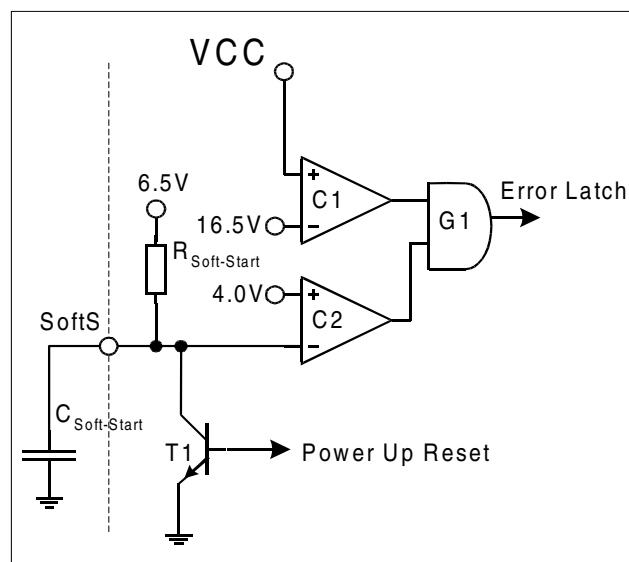 VCC
+
C1
−
16.5V
6.5V
R Soft-Start
G1
Error Latch
4.0V
+
C2
−
SoftS
C Soft-Start
T1
Power Up Reset